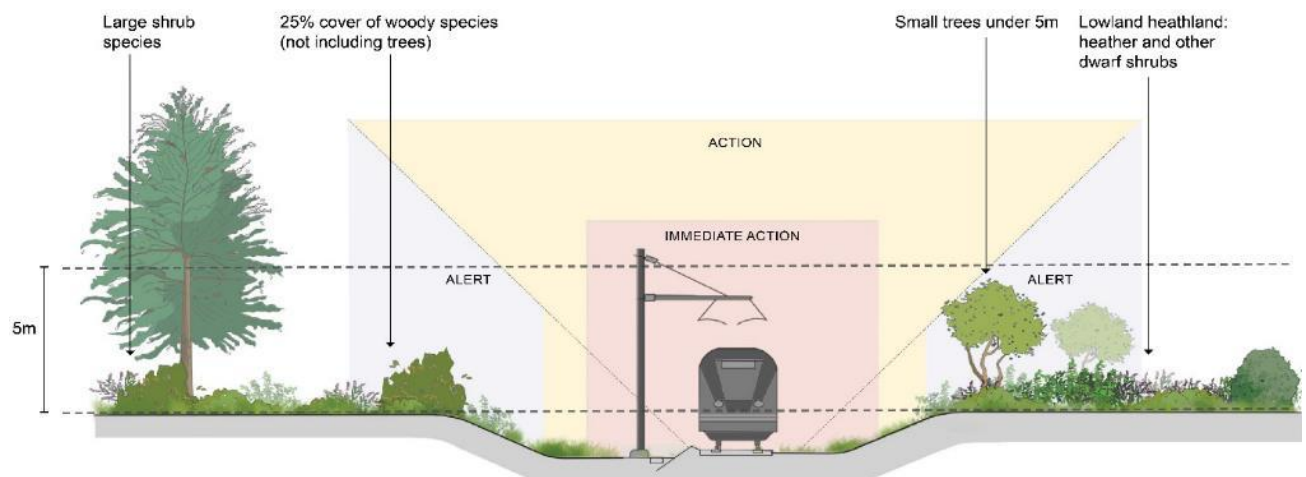 Large shrub
species
25% cover of woody species
(not including trees)
Small trees under 5m
Lowland heathland:
heather and other
dwarf shrubs
ACTION
IMMEDIATE ACTION
ALERT
ALERT
5m